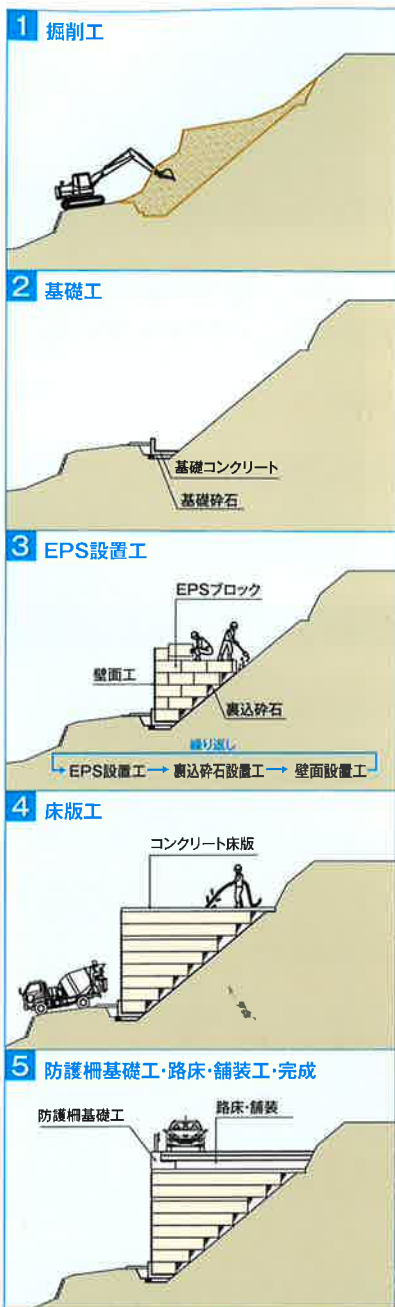 1 掘削工
2 基礎工
基礎コンクリート
基礎砕石
3 EPS設置工
EPSブロック
壁面工
裏込砕石
繰り返し
EPS設置工→裏込砕石設置工→壁面設置工
4 床版工
コンクリート床版
5 防護柵基礎工・路床・舗装工・完成
防護柵基礎工
路床・舗装